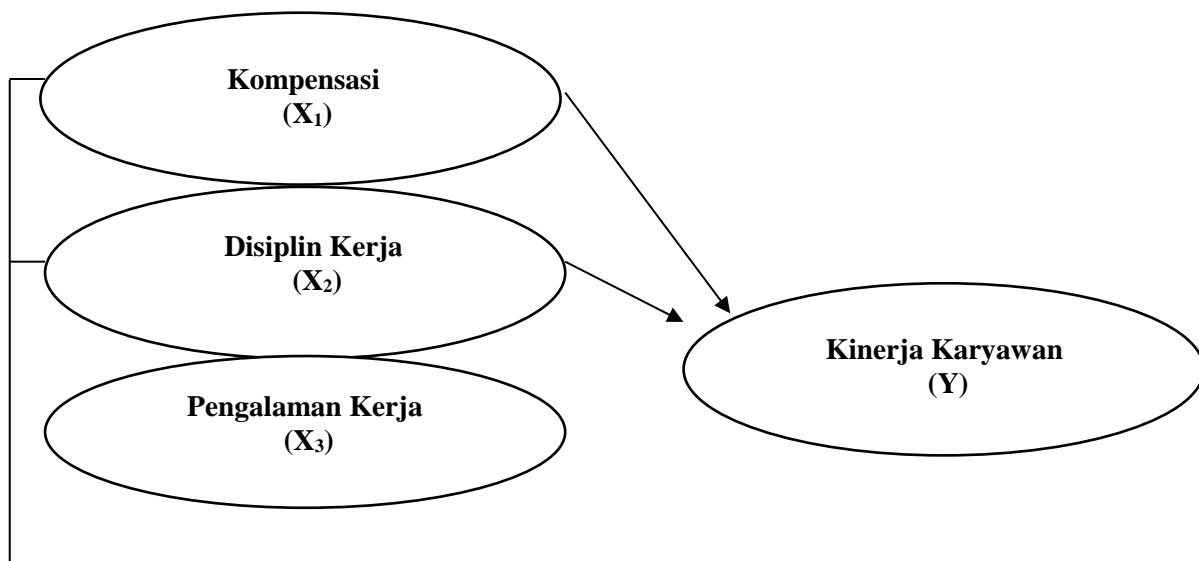 Kompensasi
(X₁)
Disiplin Kerja
(X₂)
Pengalaman Kerja
(X₃)
Kinerja Karyawan
(Y)